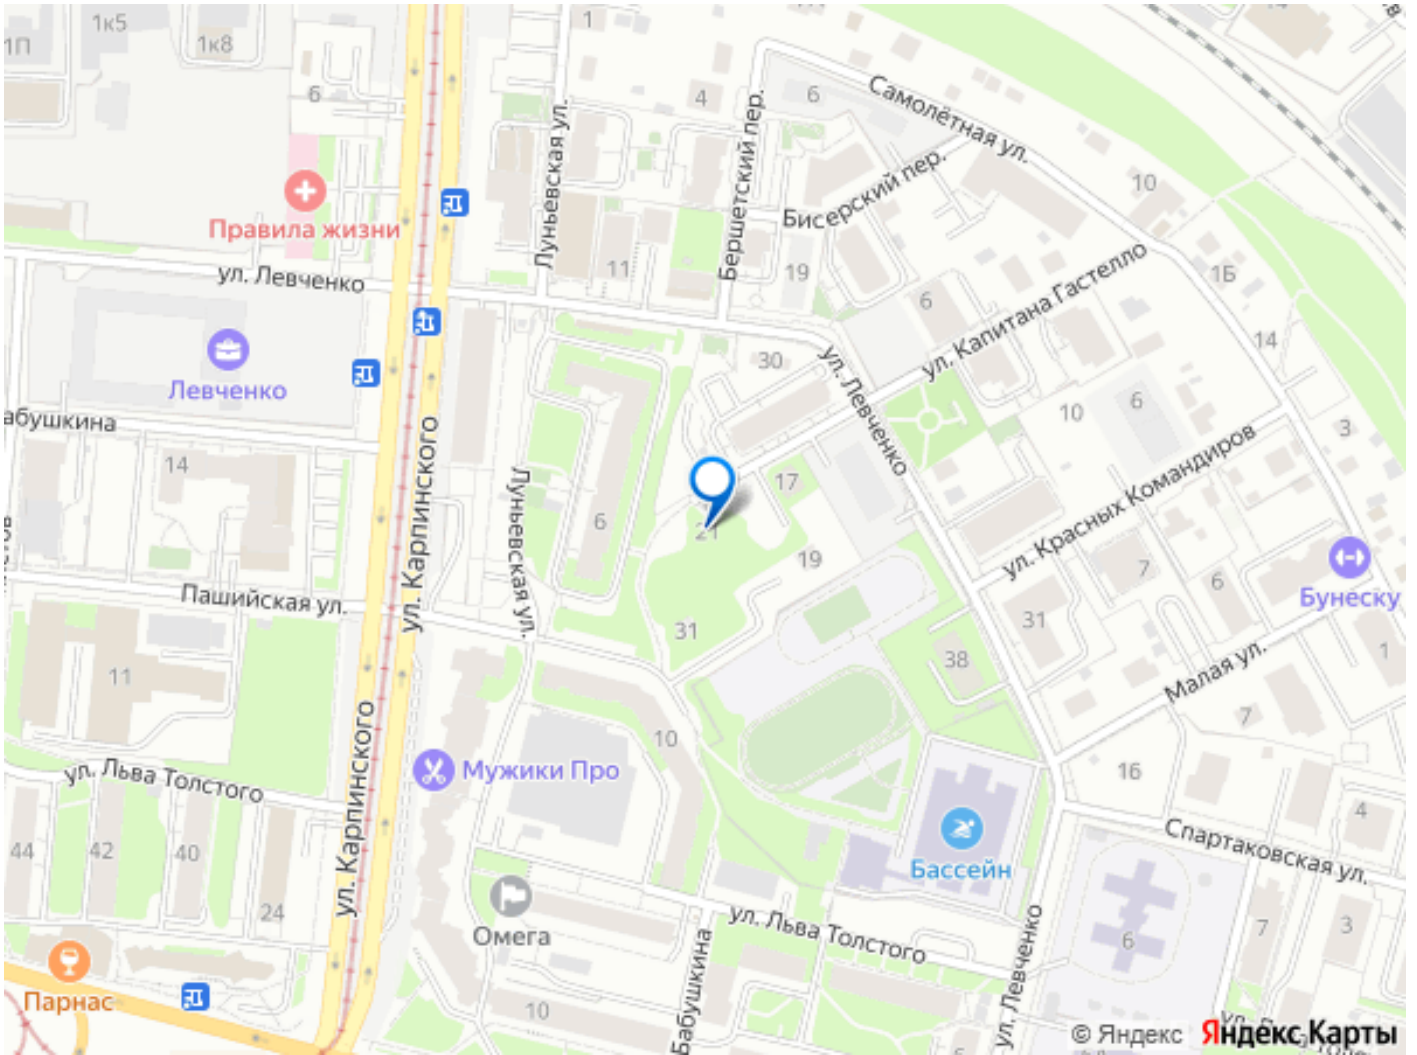 1к5
1П
1к8
1
14
6
4
6
Самолётная ул.
Луньевская ул.
Бершетский пер.
Бисерский пер.
10
Правила жизни
ул. Левченко
11
19
6
1Б
ул. Капитана Гастелло
14
30
ул. Левченко
Левченко
10
6
3
абушкина
ул. Карпинского
14
Луньевская ул.
17
21
6
19
ул. Красных Командиров
7
6
Бунеску
Пашийская ул.
31
31
38
1
11
Малая ул.
7
ул. Карпинского
10
Мужики Про
16
ул. Льва Толстого
4
Спартаковская ул.
44
42
40
Бассейн
24
Омега
ул. Льва Толстого
ул. Левченко
7
3
6
Парнас
10
Бабушкина
© Яндекс Яндекс Карты